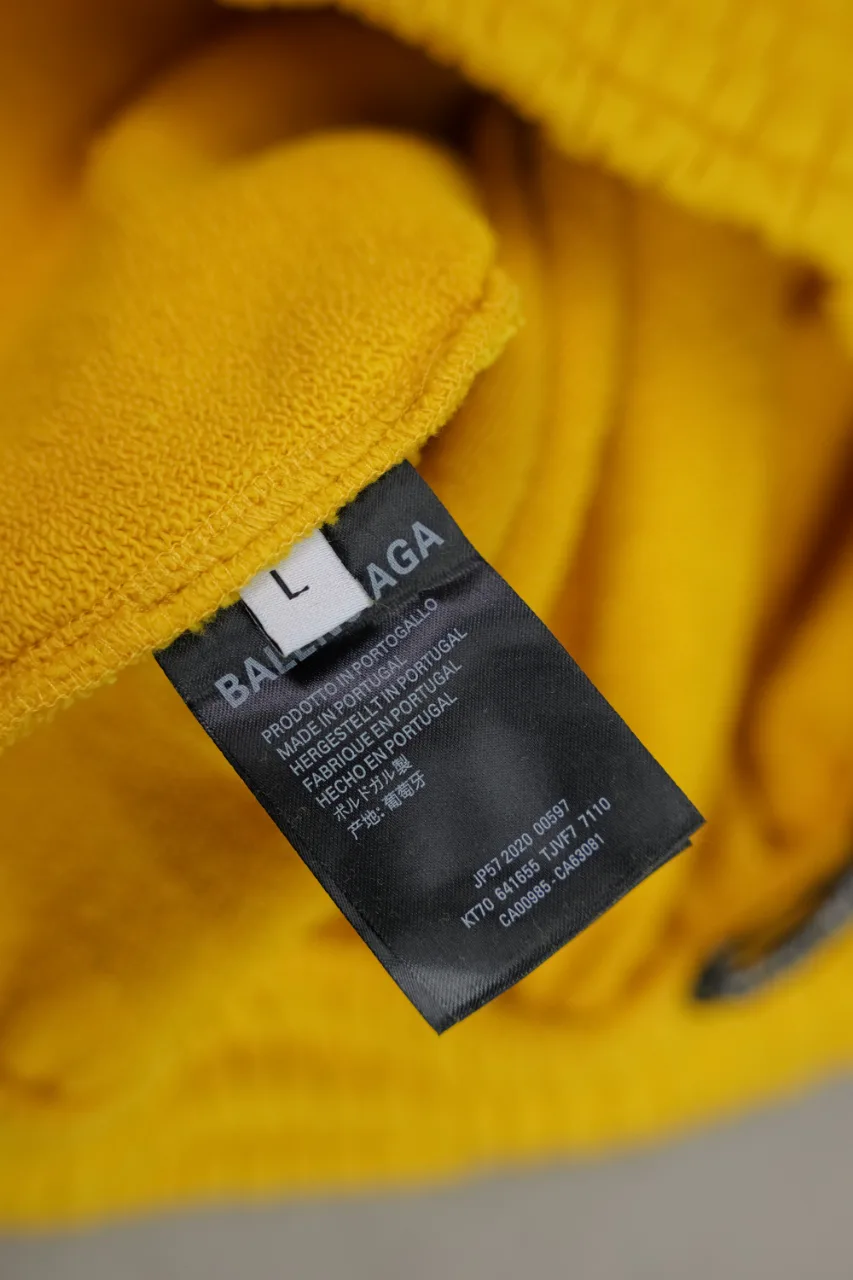 L
BALENCIAGA
PRODOTTO IN PORTOGALLO
MADE IN PORTUGAL
HERGESTELLT IN PORTUGAL
FABRIQUE EN PORTUGAL
HECHO EN PORTUGAL
ポルトガル製
产地: 葡萄牙
JP57 2020 00597
KT70 641655 TJVF7 7110
CA00985 - CA63081